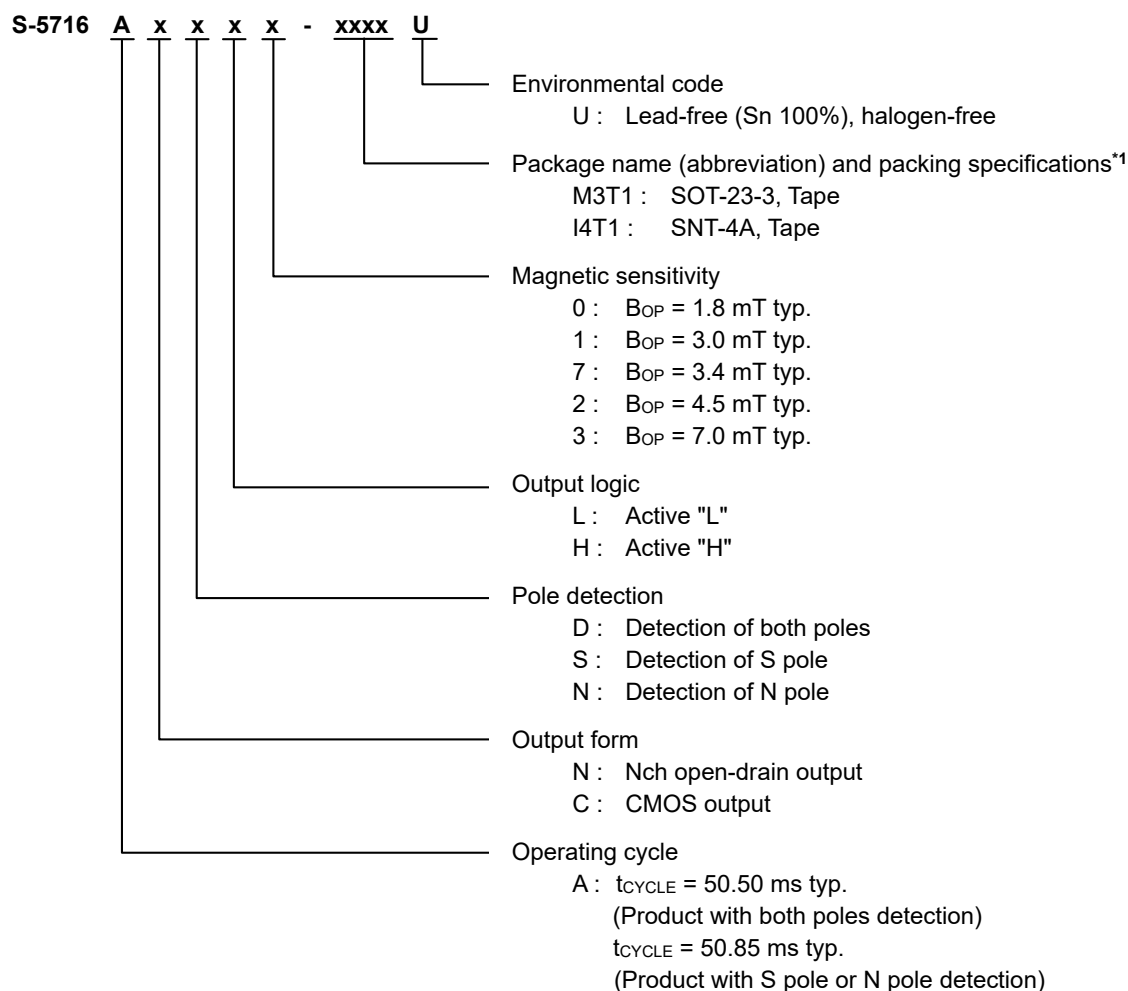 S-5716 A x x x x - xxxx U
Environmental code
U : Lead-free (Sn 100%), halogen-free
Package name (abbreviation) and packing specifications*1
M3T1 : SOT-23-3, Tape
I4T1 : SNT-4A, Tape
Magnetic sensitivity
0 : BOP = 1.8 mT typ.
1 : BOP = 3.0 mT typ.
7 : BOP = 3.4 mT typ.
2 : BOP = 4.5 mT typ.
3 : BOP = 7.0 mT typ.
Output logic
L : Active "L"
H : Active "H"
Pole detection
D : Detection of both poles
S : Detection of S pole
N : Detection of N pole
Output form
N : Nch open-drain output
C : CMOS output
Operating cycle
A : tCYCLE = 50.50 ms typ.
(Product with both poles detection)
tCYCLE = 50.85 ms typ.
(Product with S pole or N pole detection)